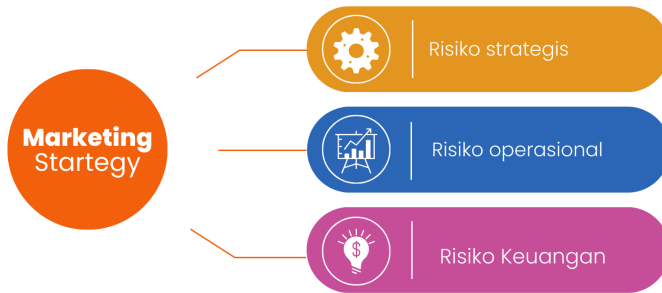 Marketing
Startegy
Risiko strategis
Risiko operasional
$
Risiko Keuangan